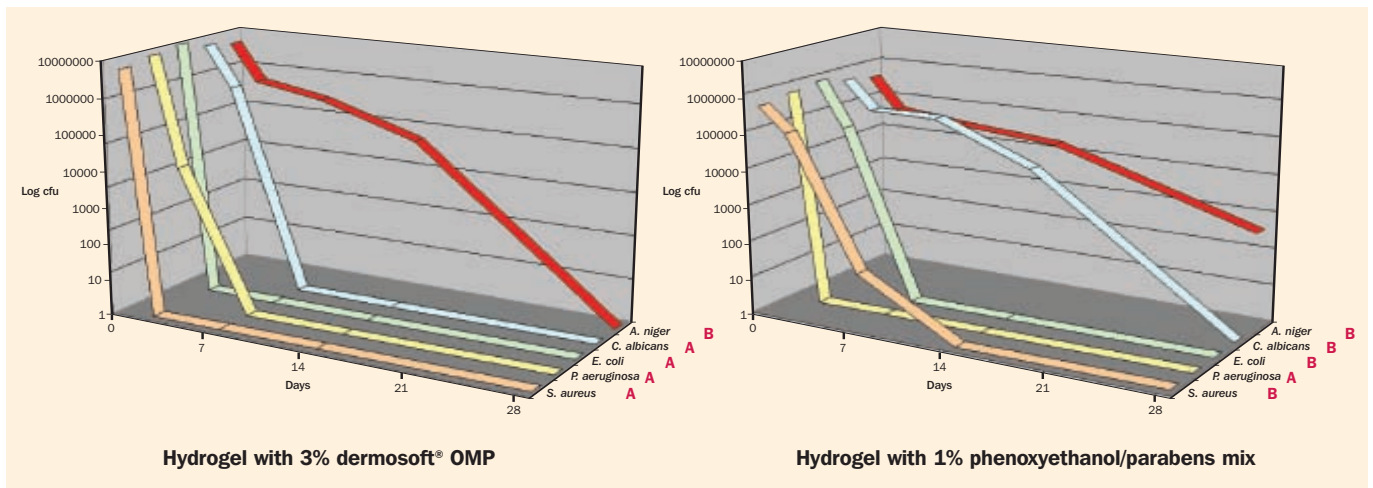 10000000
1000000
100000
10000
Log cfu
1000
100
10
1
0
7
14
21
28
Days
A. niger B
C. albicans A
E. coli A
P. aeruginosa A
S. aureus A
Hydrogel with 3% dermosoft® OMP
10000000
1000000
100000
10000
Log cfu
1000
100
10
1
0
7
14
21
28
Days
A. niger B
C. albicans B
E. coli B
P. aeruginosa A
S. aureus B
Hydrogel with 1% phenoxyethanol/parabens mix